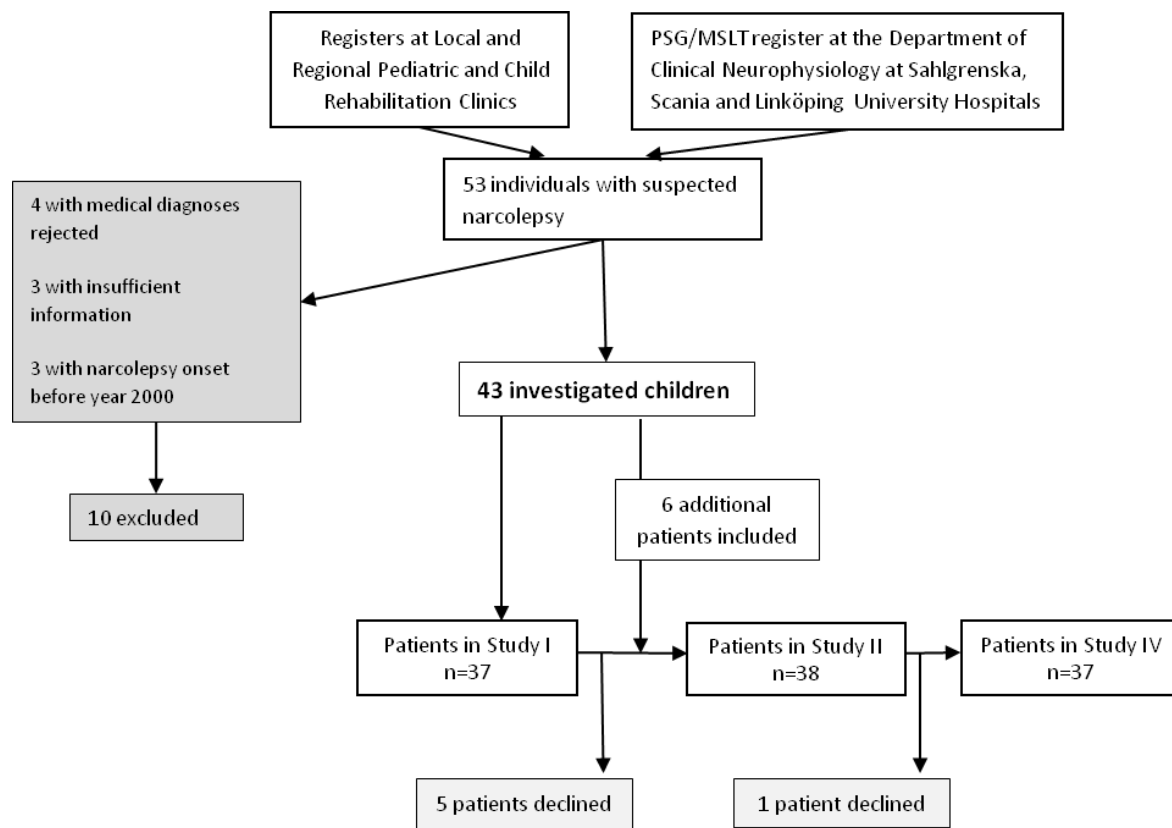 Registers at Local and
Regional Pediatric and Child
Rehabilitation Clinics
PSG/MSLT register at the Department of
Clinical Neurophysiology at Sahlgrenska,
Scania and Linköping University Hospitals
53 individuals with suspected
narcolepsy
4 with medical diagnoses
rejected
3 with insufficient
information
3 with narcolepsy onset
before year 2000
43 investigated children
10 excluded
6 additional
patients included
Patients in Study I
n=37
Patients in Study II
n=38
Patients in Study IV
n=37
5 patients declined
1 patient declined